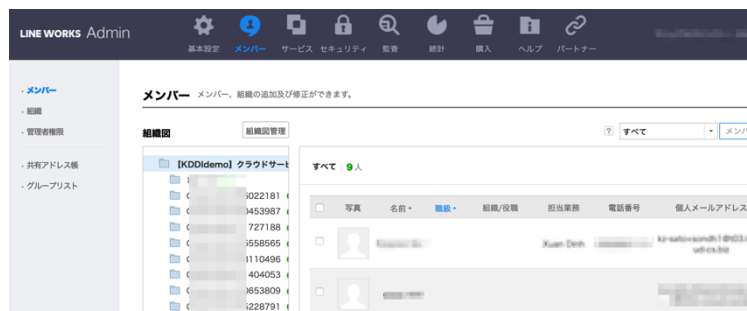 LINE WORKS Admin
基本設定 メンバー サービス セキュリティ 監査 統計 購入 ヘルプ パートナー
メンバー
組織
管理者権限
共有アドレス帳
グループリスト
メンバー メンバー、組織の追加及び修正ができます。
組織図 組織図管理
? すべて メンバ
【KDDIdemo】クラウドサービ
すべて 9人
6022181
0453987
727188
5558565
3110496
404053
0653809
6228791
写真 名前 職級 組織/役職 担当業務 電話番号 個人メールアドレス
Xuan Dinh